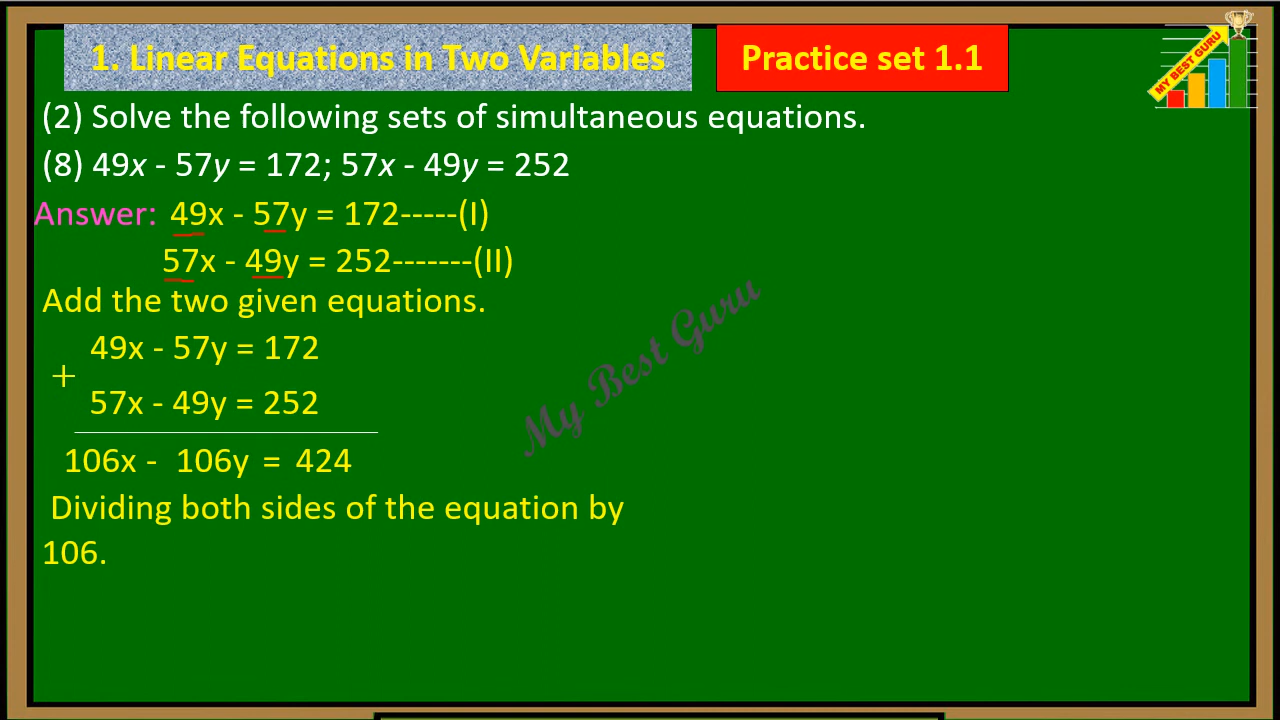 1. Linear Equations in Two Variables
Practice set 1.1
MY BEST GURU
(2) Solve the following sets of simultaneous equations.
(8) 49x - 57y = 172; 57x - 49y = 252
Answer: 49x - 57y = 172-----(I)
57x - 49y = 252-------(II)
Add the two given equations.
49x - 57y = 172
+
57x - 49y = 252
106x - 106y = 424
Dividing both sides of the equation by
106.
My Best Guru